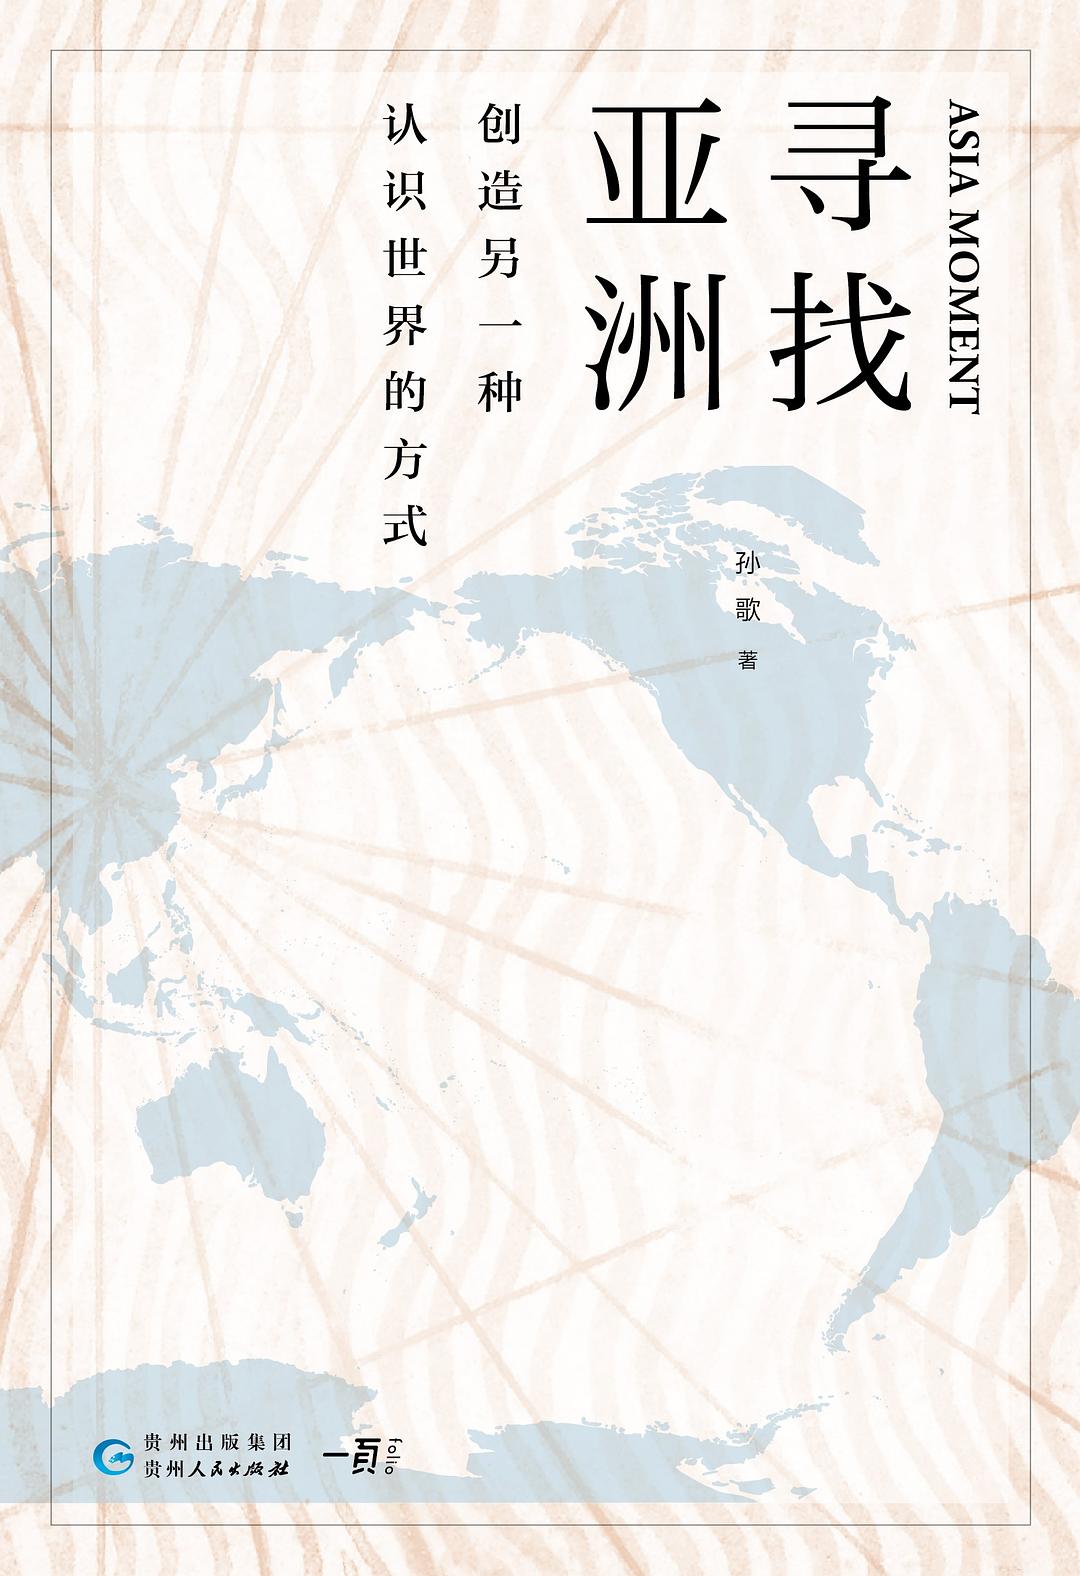 ASIA MOMENT
寻找
亚洲
创造另一种
认识世界的方式
孙歌 著
贵州出版集团
贵州人民出版社
一頁
folio